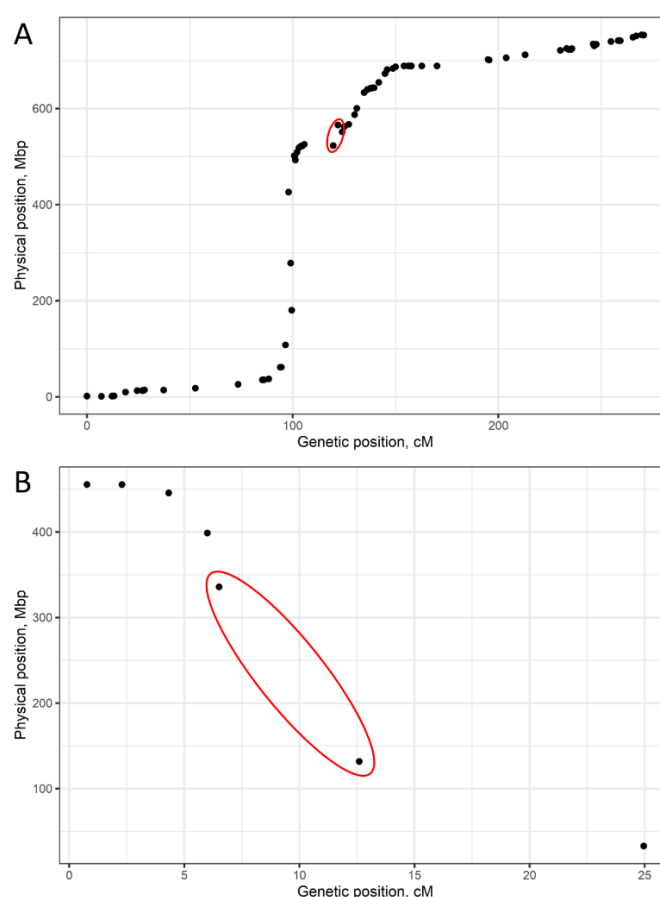 A
Physical position, Mbp
600
400
200
0
0 100 200
Genetic position, cM
B
Physical position, Mbp
400
300
200
100
0 5 10 15 20 25
Genetic position, cM